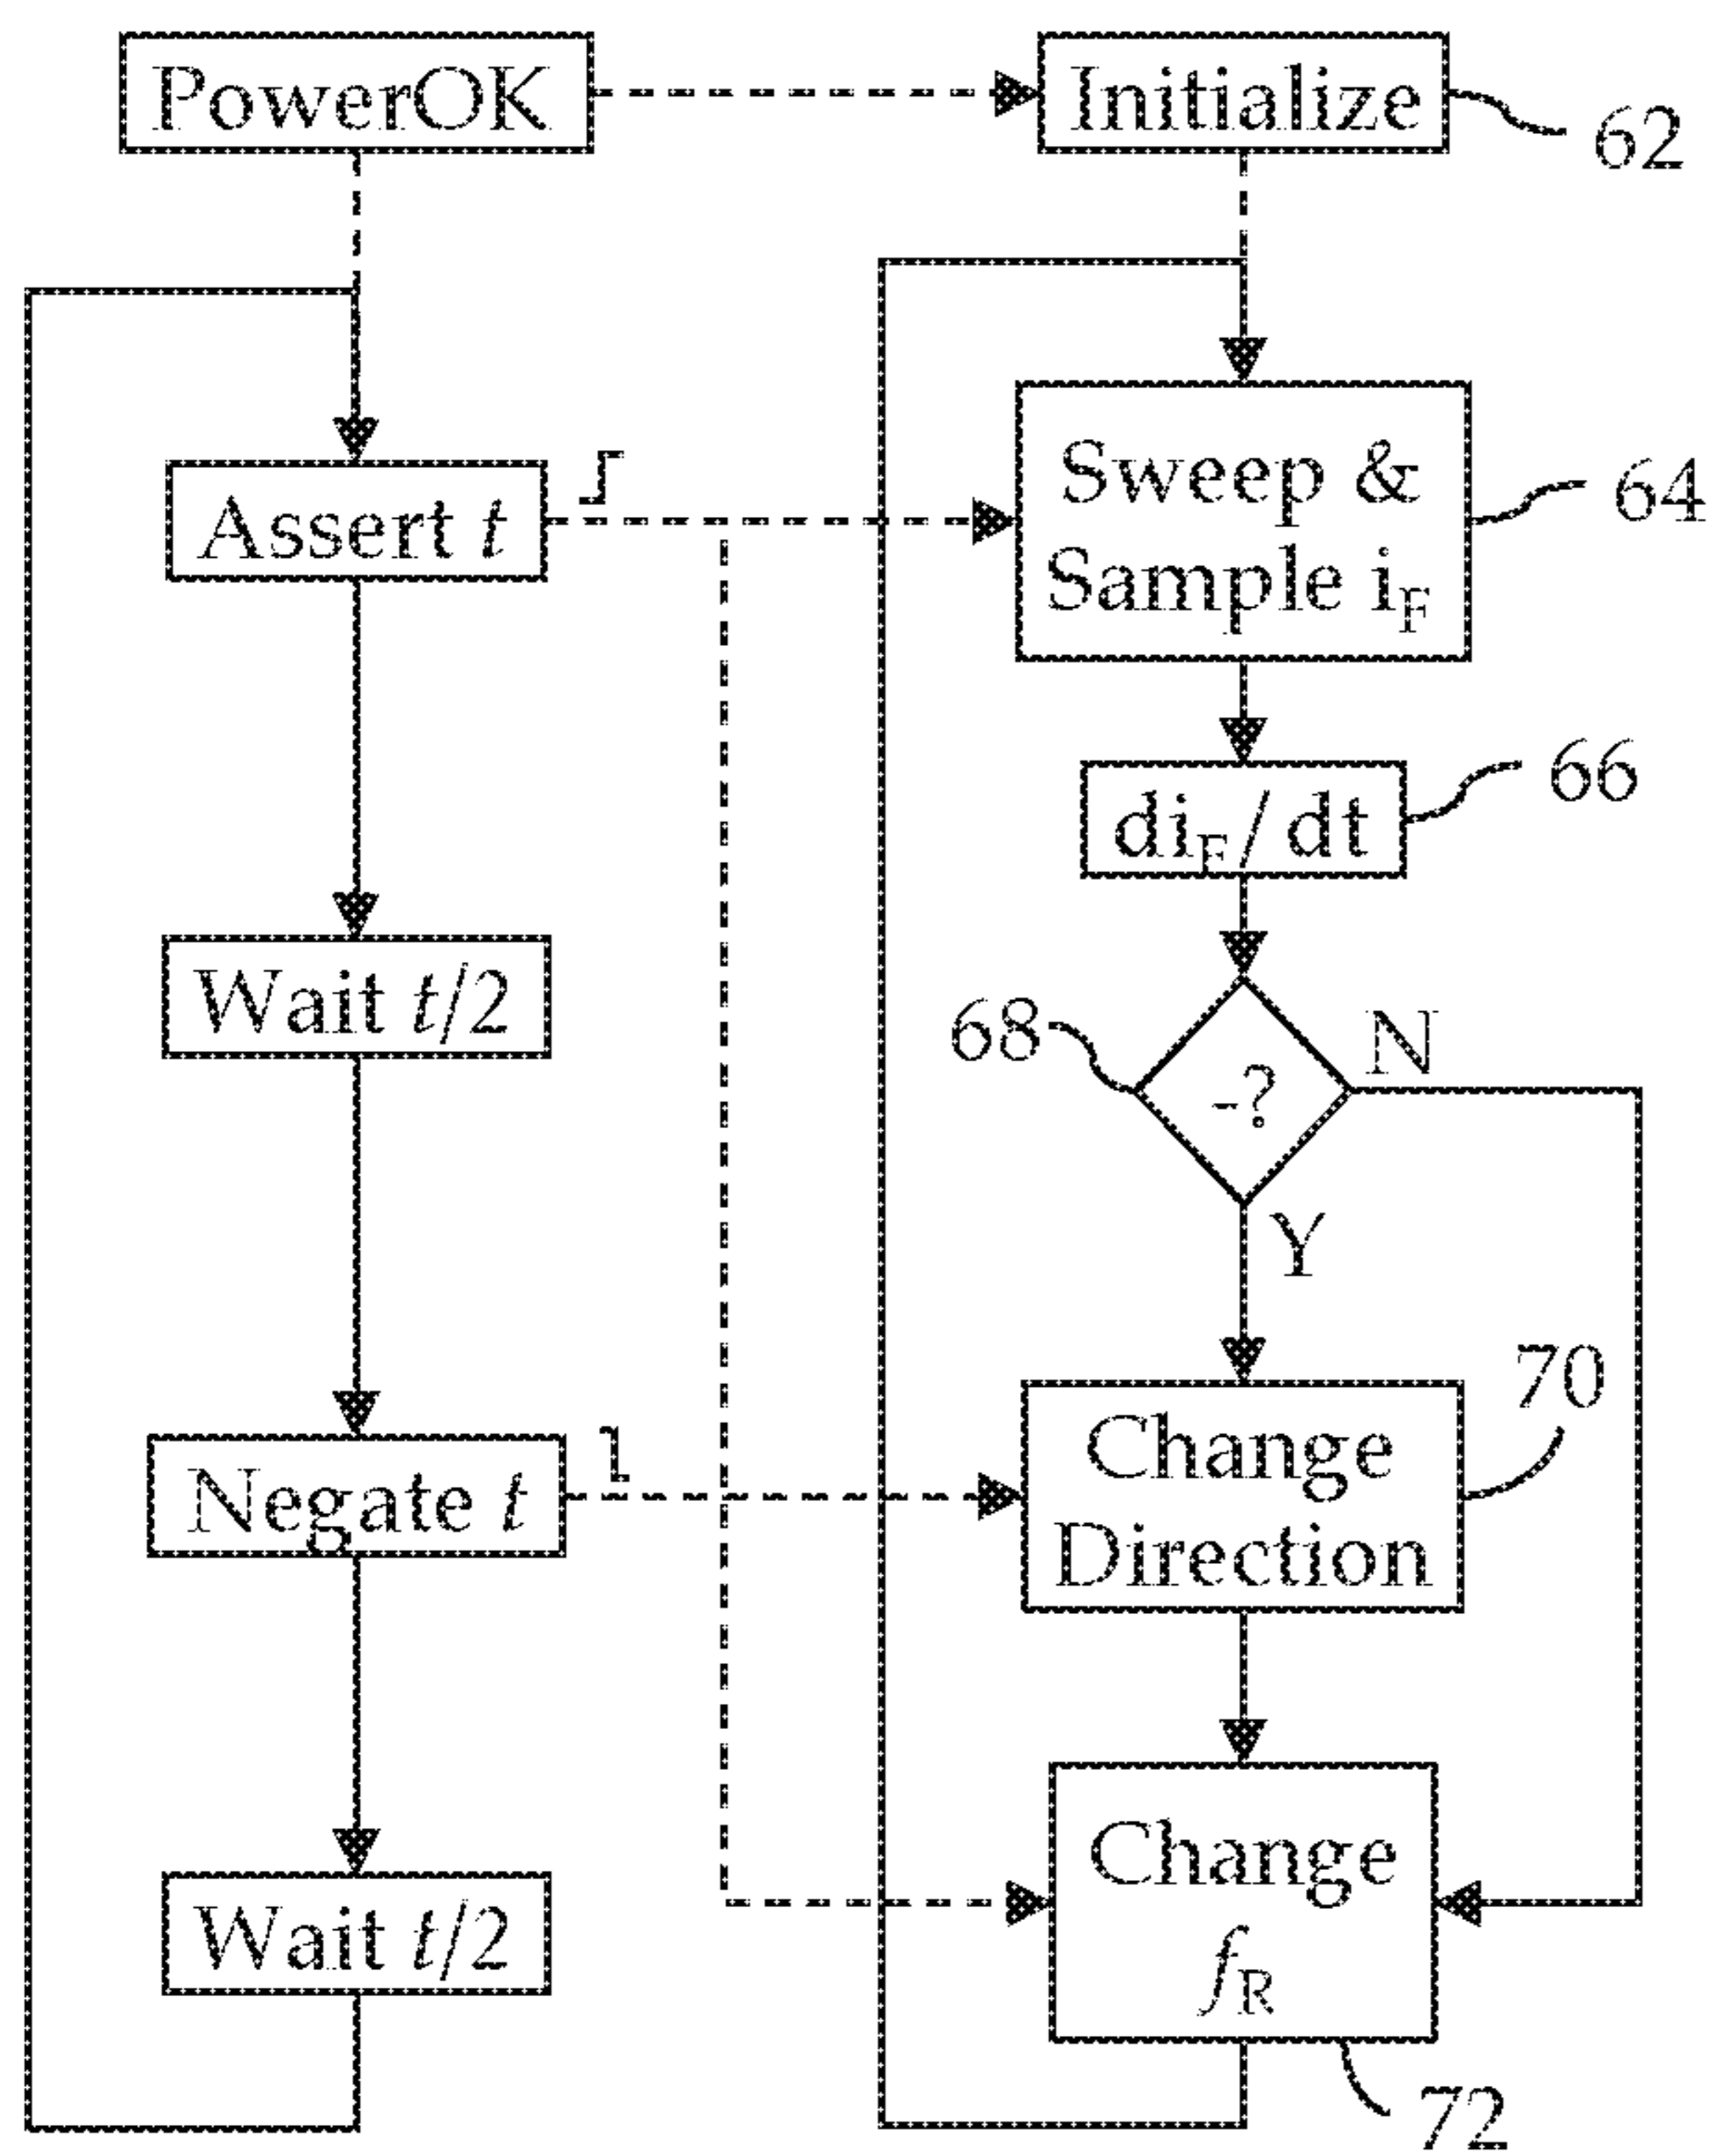 PowerOK
Initialize
62
Assert t
Sweep &
Sample iF
64
diF/dt
66
Wait t/2
68
-?
N
Y
Negate t
Change
Direction
70
Wait t/2
Change
fR
72